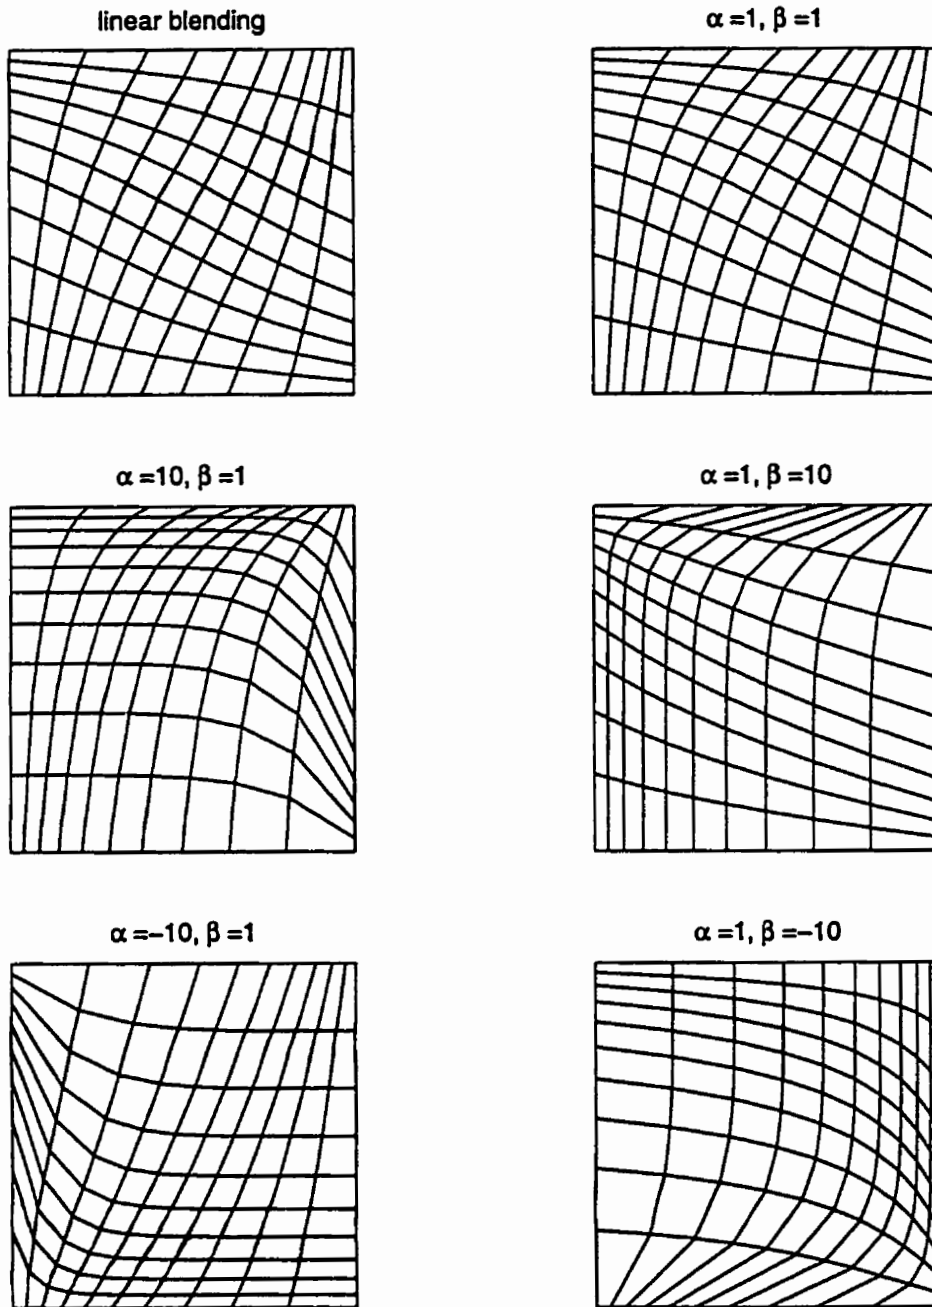 linear blending
α =1, β =1
α =10, β =1
α =1, β =10
α =–10, β =1
α =1, β =–10